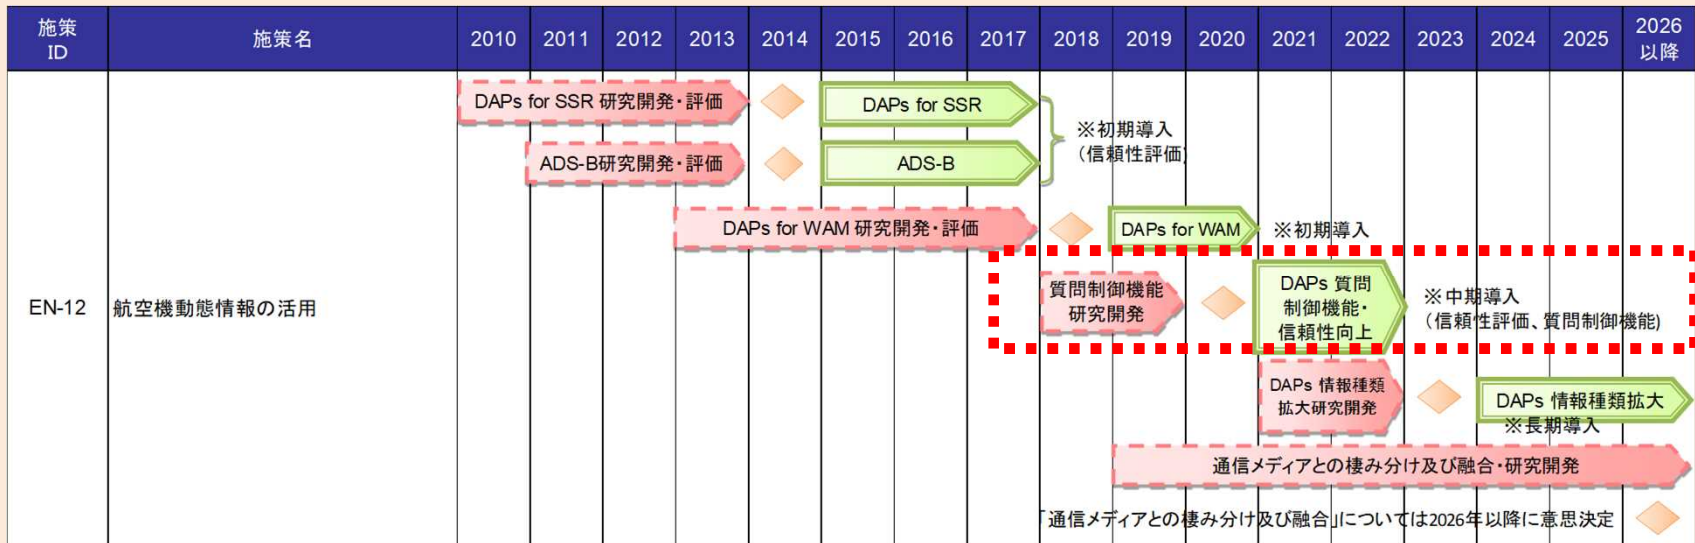 施策
ID
施策名
2010
2011
2012
2013
2014
2015
2016
2017
2018
2019
2020
2021
2022
2023
2024
2025
2026
以降
DAPs for SSR 研究開発・評価
DAPs for SSR
※初期導入
(信頼性評価)
ADS-B研究開発・評価
ADS-B
DAPs for WAM 研究開発・評価
DAPs for WAM
※初期導入
EN-12
航空機動態情報の活用
質問制御機能
研究開発
DAPs 質問
制御機能・
信頼性向上
※中期導入
(信頼性評価、質問制御機能)
DAPs 情報種類
拡大研究開発
DAPs 情報種類拡大
※長期導入
通信メディアとの棲み分け及び融合・研究開発
「通信メディアとの棲み分け及び融合」については2026年以降に意思決定